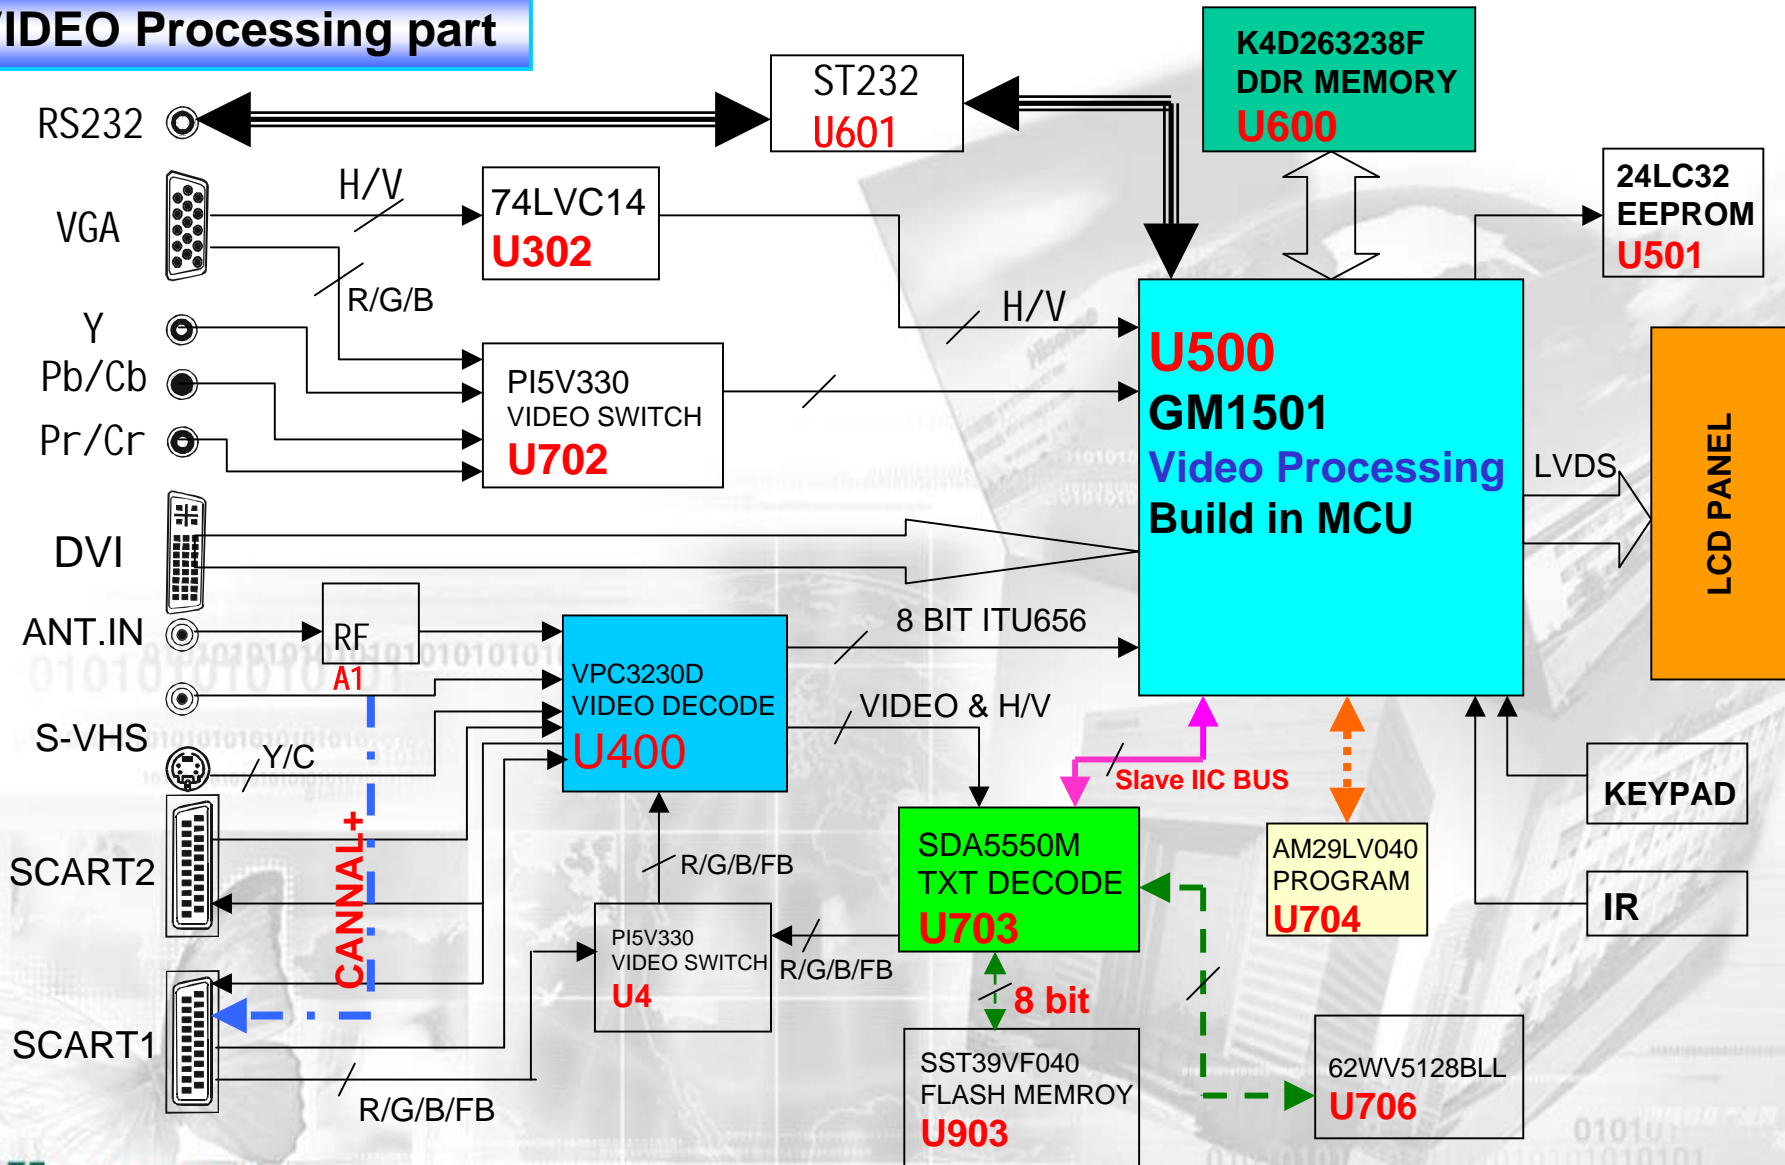 VIDEO Processing part
RS232
ST232
U601
K4D263238F
DDR MEMORY
U600
24LC32
EEPROM
U501
VGA
H/V
74LVC14
U302
R/G/B
H/V
Y
Pb/Cb
Pr/Cr
PI5V330
VIDEO SWITCH
U702
U500
GM1501
Video Processing
Build in MCU
LVDS
LCD PANEL
DVI
ANT.IN
RF
A1
8 BIT ITU656
VPC3230D
VIDEO DECODE
U400
VIDEO & H/V
S-VHS
Y/C
Slave IIC BUS
KEYPAD
IR
SCART2
CANNAL+
R/G/B/FB
SDA5550M
TXT DECODE
U703
AM29LV040
PROGRAM
U704
PI5V330
VIDEO SWITCH
U4
R/G/B/FB
8 bit
SCART1
R/G/B/FB
SST39VF040
FLASH MEMROY
U903
62WV5128BLL
U706